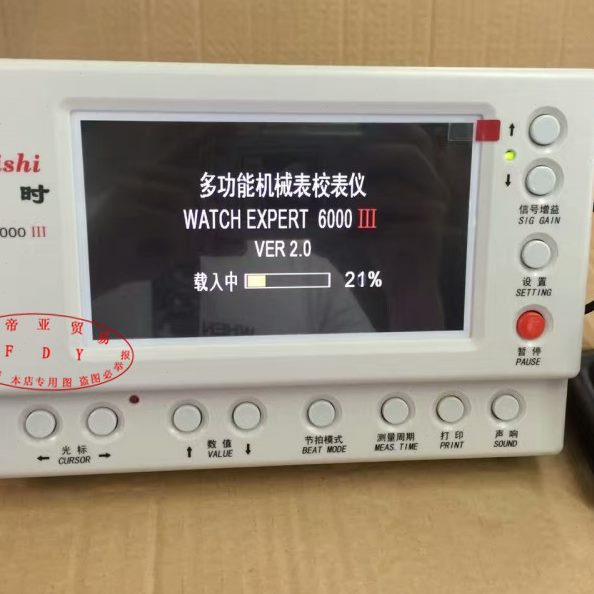 ishi
时
000 III
多功能机械表校表仪
WATCH EXPERT 6000 III
VER 2.0
载入中 21%
↑
↓
信号增益
SIG GAIN
设置
SETTING
暂停
PAUSE
帝亚贸易
FDY
本店专用图 盗图必举报
← 光标 →
CURSOR
↑ 数值 ↓
VALUE
节拍模式
BEAT MODE
测量周期
MEAS. TIME
打印
PRINT
声响
SOUND